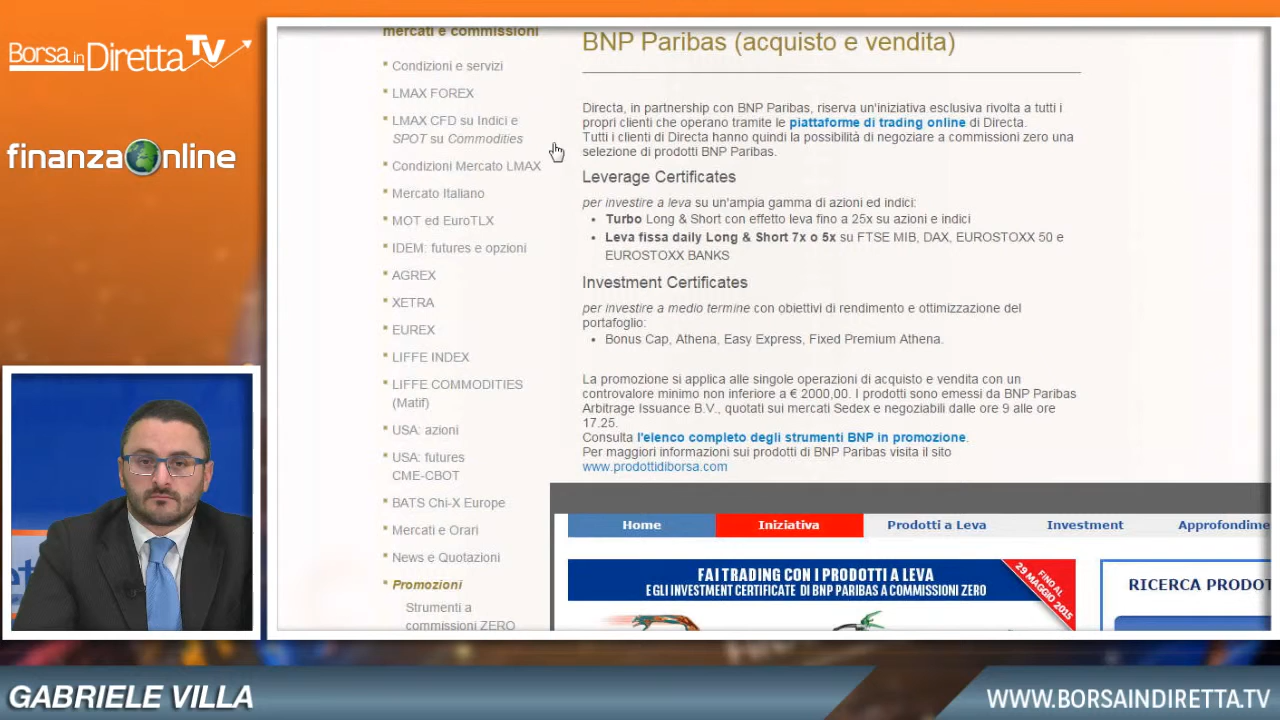 Borsa in Diretta TV
finanza nline
mercati e commissioni
Condizioni e servizi
LMAX FOREX
LMAX CFD su Indici e
SPOT su Commodities
Condizioni Mercato LMAX
Mercato Italiano
MOT ed EuroTLX
IDEM: futures e opzioni
AGREX
XETRA
EUREX
LIFFE INDEX
LIFFE COMMODITIES
(Matif)
USA: azioni
USA: futures
CME-CBOT
BATS Chi-X Europe
Mercati e Orari
News e Quotazioni
Promozioni
Strumenti a
commissioni ZERO
BNP Paribas (acquisto e vendita)
Directa, in partnership con BNP Paribas, riserva un'iniziativa esclusiva rivolta a tutti i
propri clienti che operano tramite le piattaforme di trading online di Directa.
Tutti i clienti di Directa hanno quindi la possibilità di negoziare a commissioni zero una
selezione di prodotti BNP Paribas.
Leverage Certificates
per investire a leva su un'ampia gamma di azioni ed indici:
Turbo Long & Short con effetto leva fino a 25x su azioni e indici
Leva fissa daily Long & Short 7x o 5x su FTSE MIB, DAX, EUROSTOXX 50 e
EUROSTOXX BANKS
Investment Certificates
per investire a medio termine con obiettivi di rendimento e ottimizzazione del
portafoglio:
Bonus Cap, Athena, Easy Express, Fixed Premium Athena.
La promozione si applica alle singole operazioni di acquisto e vendita con un
controvalore minimo non inferiore a € 2000,00. I prodotti sono emessi da BNP Paribas
Arbitrage Issuance B.V., quotati sui mercati Sedex e negoziabili dalle ore 9 alle ore
17.25.
Consulta l'elenco completo degli strumenti BNP in promozione.
Per maggiori informazioni sui prodotti di BNP Paribas visita il sito
www.prodottidiborsa.com
Home Iniziativa Prodotti a Leva Investment Approfondime
FAI TRADING CON I PRODOTTI A LEVA
E GLI INVESTMENT CERTIFICATE DI BNP PARIBAS A COMMISSIONI ZERO
FINO AL
29 MAGGIO 2015
RICERCA PRODOT
GABRIELE VILLA
WWW.BORSAINDIRETTA.TV